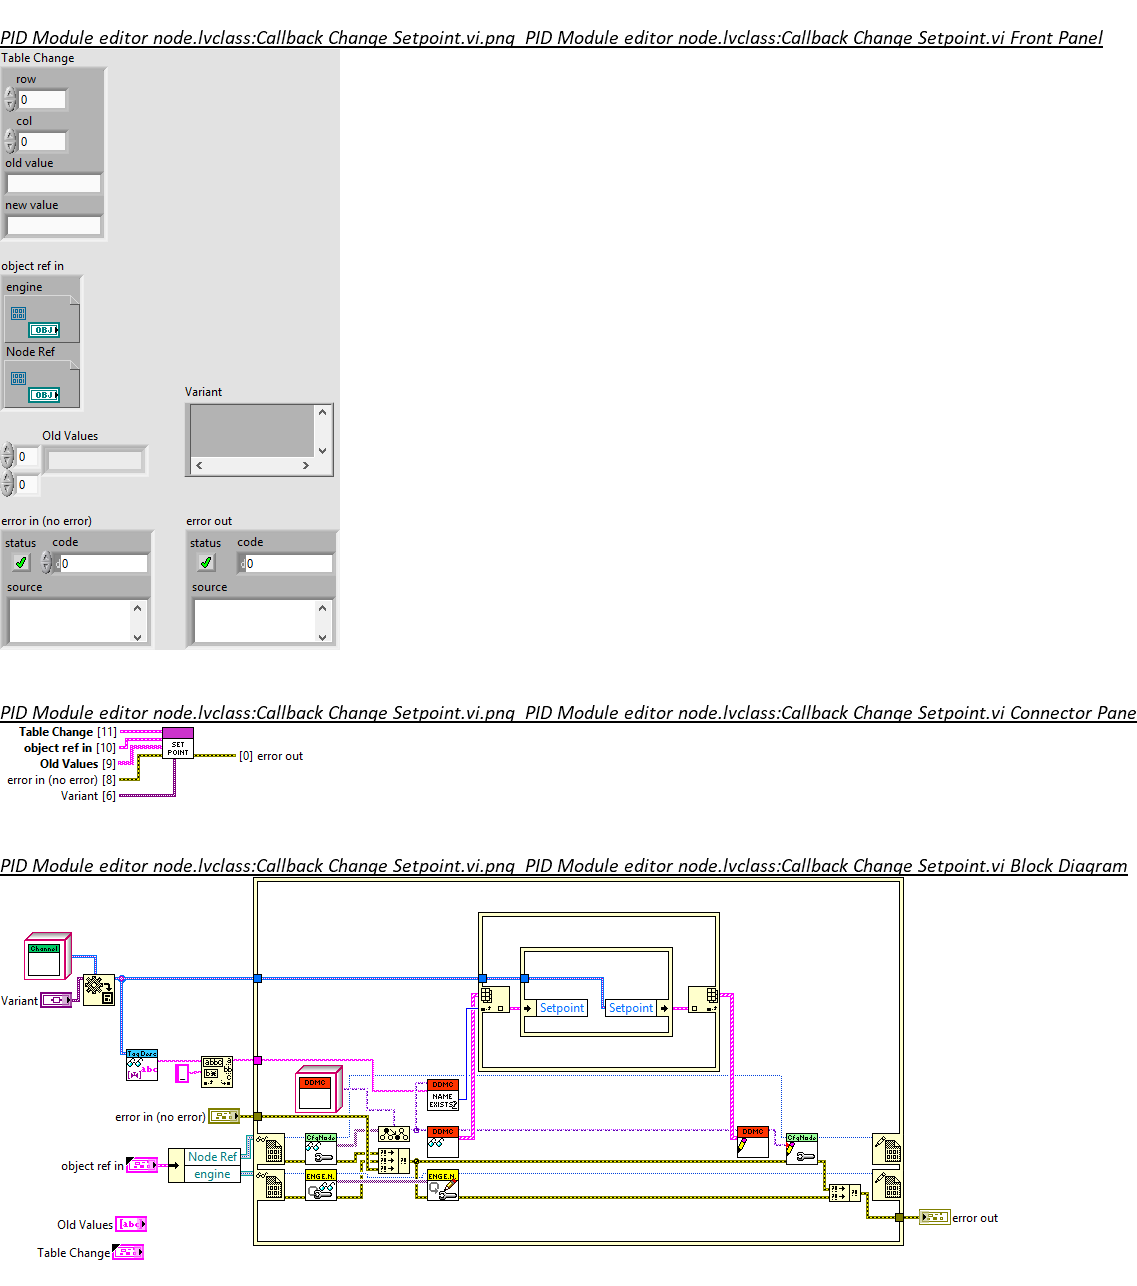 PID Module editor node.lvclass:Callback Change Setpoint.vi.png PID Module editor node.lvclass:Callback Change Setpoint.vi Front Panel
Table Change
row
0
col
0
old value
new value
object ref in
engine
OBJ
Node Ref
OBJ
Variant
Old Values
0
0
error in (no error)
error out
status code
0
status code
0
source
source
PID Module editor node.lvclass:Callback Change Setpoint.vi.png PID Module editor node.lvclass:Callback Change Setpoint.vi Connector Pane
Table Change [11]
object ref in [10]
Old Values [9]
error in (no error) [8]
Variant [6]
SET
POINT
[0] error out
PID Module editor node.lvclass:Callback Change Setpoint.vi.png PID Module editor node.lvclass:Callback Change Setpoint.vi Block Diagram
Channel
Variant
Setpoint
Setpoint
TagDesc
abc
DDMC
DDMC
NAME
EXISTS?
error in (no error)
CfgNode
DDMC
DDMC
CfgNode
Node Ref
object ref in
engine
ENGE.N
ENGE.N
Old Values
abc
error out
Table Change